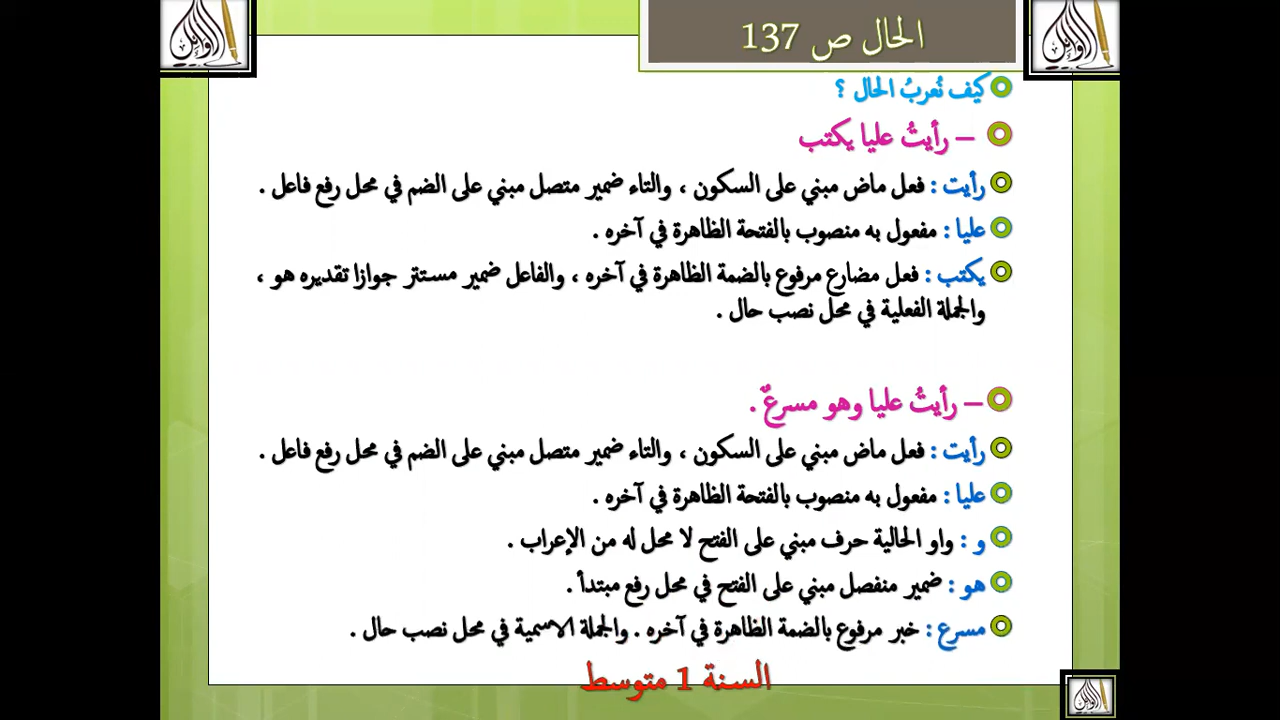 الحال ص 137
كيف نُعربُ الحال ؟
– رأيتُ عليا يكتب
رأيت : فعل ماض مبني على السكون ، والتاء ضمير متصل مبني على الضم في محل رفع فاعل .
عليا : مفعول به منصوب بالفتحة الظاهرة في آخره .
يكتب : فعل مضارع مرفوع بالضمة الظاهرة في آخره ، والفاعل ضمير مستتر جوازا تقديره هو ،
والجملة الفعلية في محل نصب حال .
– رأيتُ عليا وهو مسرعٌ .
رأيت : فعل ماض مبني على السكون ، والتاء ضمير متصل مبني على الضم في محل رفع فاعل .
عليا : مفعول به منصوب بالفتحة الظاهرة في آخره .
و : واو الحالية حرف مبني على الفتح لا محل له من الإعراب .
هو : ضمير منفصل مبني على الفتح في محل رفع مبتدأ .
مسرع : خبر مرفوع بالضمة الظاهرة في آخره . والجملة الاسمية في محل نصب حال .
السنة 1 متوسط